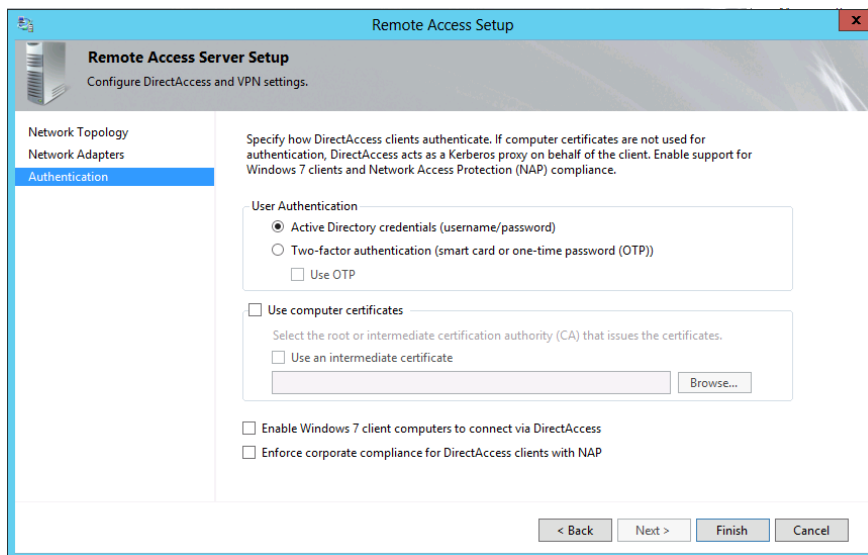 Remote Access Setup
x
Remote Access Server Setup
Configure DirectAccess and VPN settings.
Network Topology
Network Adapters
Authentication
Specify how DirectAccess clients authenticate. If computer certificates are not used for
authentication, DirectAccess acts as a Kerberos proxy on behalf of the client. Enable support for
Windows 7 clients and Network Access Protection (NAP) compliance.
User Authentication
Active Directory credentials (username/password)
Two-factor authentication (smart card or one-time password (OTP))
Use OTP
Use computer certificates
Select the root or intermediate certification authority (CA) that issues the certificates.
Use an intermediate certificate
Browse...
Enable Windows 7 client computers to connect via DirectAccess
Enforce corporate compliance for DirectAccess clients with NAP
< Back
Next >
Finish
Cancel